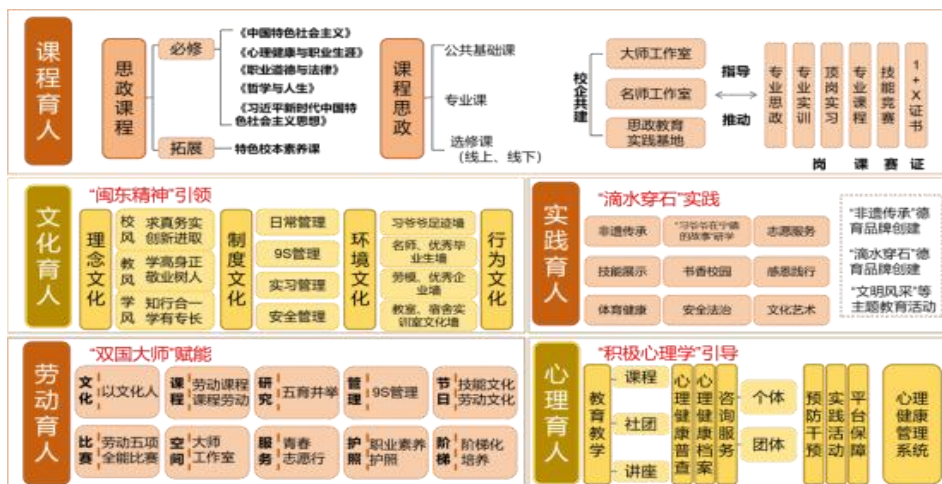 课程育人
思政课程
必修
《中国特色社会主义》
《心理健康与职业生涯》
《职业道德与法律》
《哲学与人生》
《习近平新时代中国特
色社会主义思想》
拓展
特色校本素养课
课程思政
公共基础课
专业课
选修课
（线上、线下）
校企共建
大师工作室
名师工作室
思政教育
实践基地
指导
推动
专业思政
专业实训
顶岗实习
专业课程
技能竞赛
1+X证书
岗 课 赛 证
文化育人
“闽东精神”引领
理念文化
校风
求真务实
创新进取
教风
学高身正
敬业树人
学风
知行合一
学有专长
制度文化
日常管理
9S管理
实习管理
安全管理
环境文化
习爷爷足迹墙
名师、优秀毕
业生墙
劳模、优秀企
业墙
教室、宿舍实
训室文化墙
行为文化
实践育人
“滴水穿石”实践
非遗传承
“习爷爷在宁德
的故事”研学
志愿服务
技能展示
书香校园
感恩践行
体育健康
安全法治
文化艺术
“非遗传承”德
育品牌创建
“滴水穿石”德
育品牌创建
“文明风采”等
主题教育活动
劳动育人
“双国大师”赋能
文化
以文化人
课程
劳动课程
课程劳动
研究
五育并举
管理
9S管理
节日
技能文化
劳动文化
比赛
劳动五项
全能比赛
空间
大师
工作室
服务
青春
志愿行
护照
职业素养
护照
阶梯
阶梯化
培养
心理育人
“积极心理学”引导
教育教学
课程
社团
讲座
心理健康普查
心理健康档案
咨询服务
个体
团体
预防干预
实践活动
平台保障
心理
健康
管理
系统